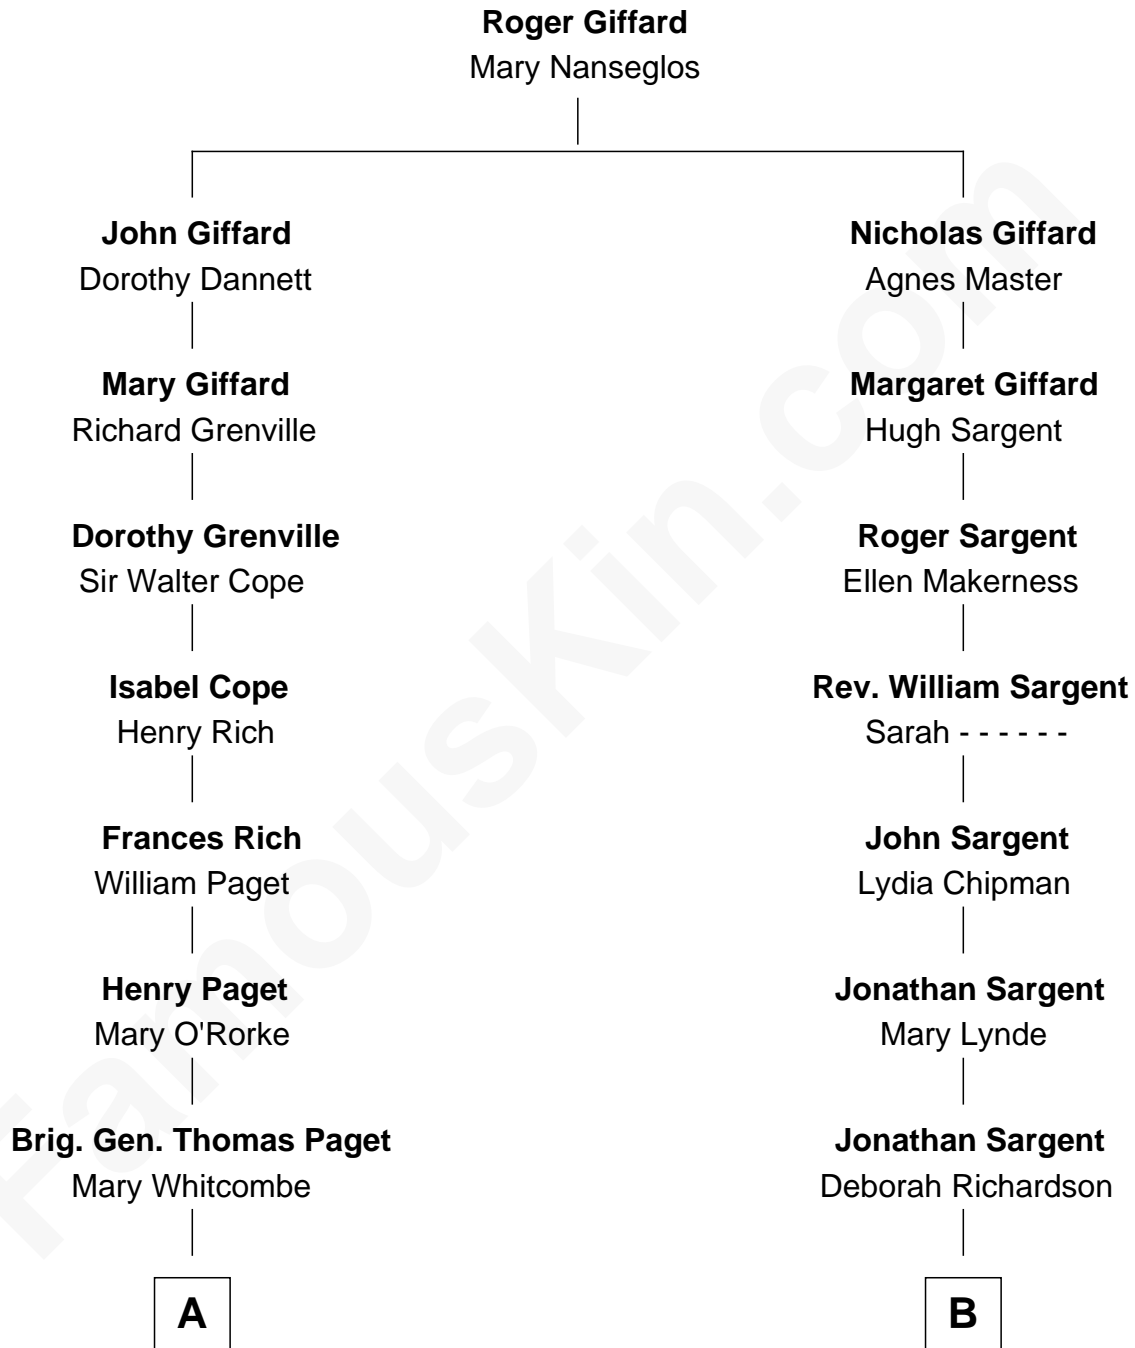 Roger Giffard
Mary Nanseglos
John Giffard
Dorothy Dannett
Nicholas Giffard
Agnes Master
Mary Giffard
Richard Grenville
Margaret Giffard
Hugh Sargent
Dorothy Grenville
Sir Walter Cope
Roger Sargent
Ellen Makerness
Isabel Cope
Henry Rich
Rev. William Sargent
Sarah - - - - - -
Frances Rich
William Paget
John Sargent
Lydia Chipman
Henry Paget
Mary O'Rorke
Jonathan Sargent
Mary Lynde
Brig. Gen. Thomas Paget
Mary Whitcombe
Jonathan Sargent
Deborah Richardson
A
B
FamousKin.com